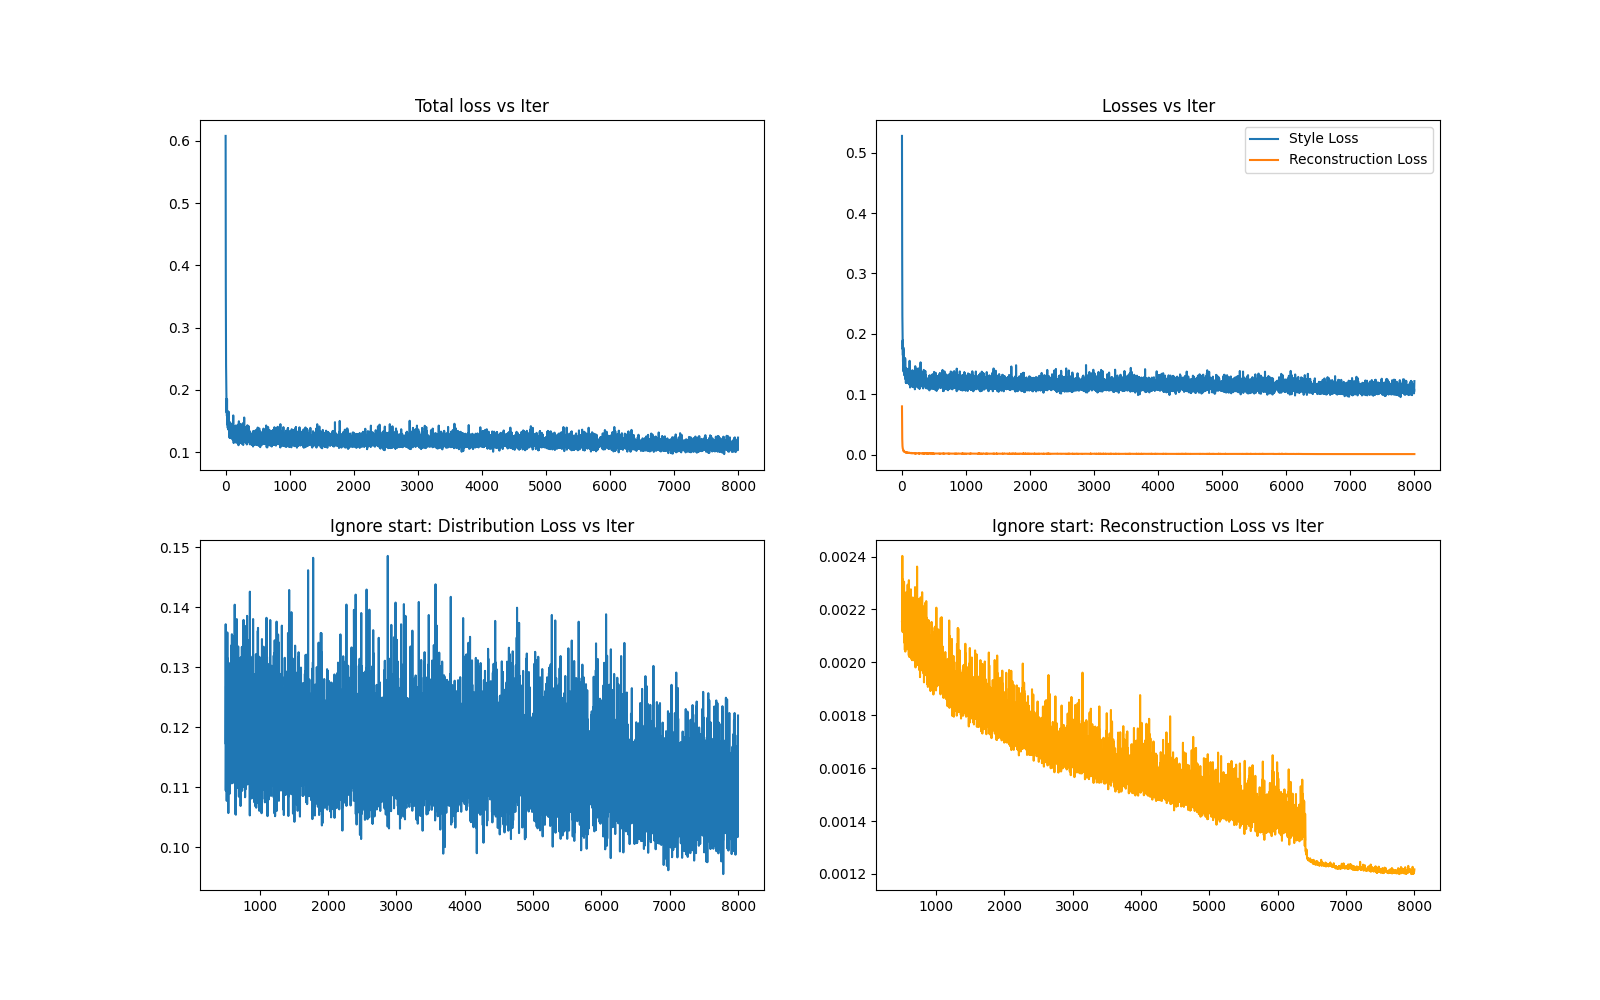 Total loss vs Iter
0.6
0.5
0.4
0.3
0.2
0.1
0 1000 2000 3000 4000 5000 6000 7000 8000
Losses vs Iter
Style Loss
Reconstruction Loss
0.5
0.4
0.3
0.2
0.1
0.0
0 1000 2000 3000 4000 5000 6000 7000 8000
Ignore start: Distribution Loss vs Iter
0.15
0.14
0.13
0.12
0.11
0.10
1000 2000 3000 4000 5000 6000 7000 8000
Ignore start: Reconstruction Loss vs Iter
0.0024
0.0022
0.0020
0.0018
0.0016
0.0014
0.0012
1000 2000 3000 4000 5000 6000 7000 8000